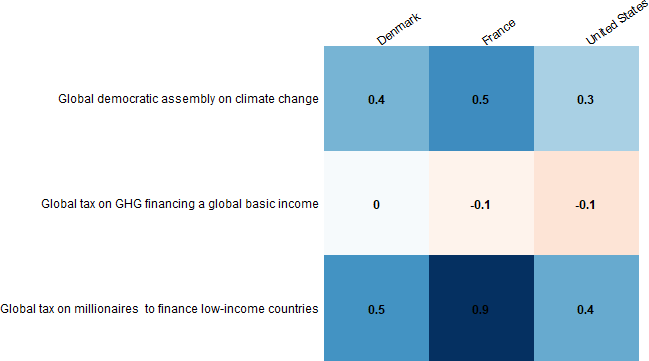 Denmark France United States
Global democratic assembly on climate change 0.4 0.5 0.3
Global tax on GHG financing a global basic income 0 -0.1 -0.1
Global tax on millionaires  to finance low-income countries 0.5 0.9 0.4